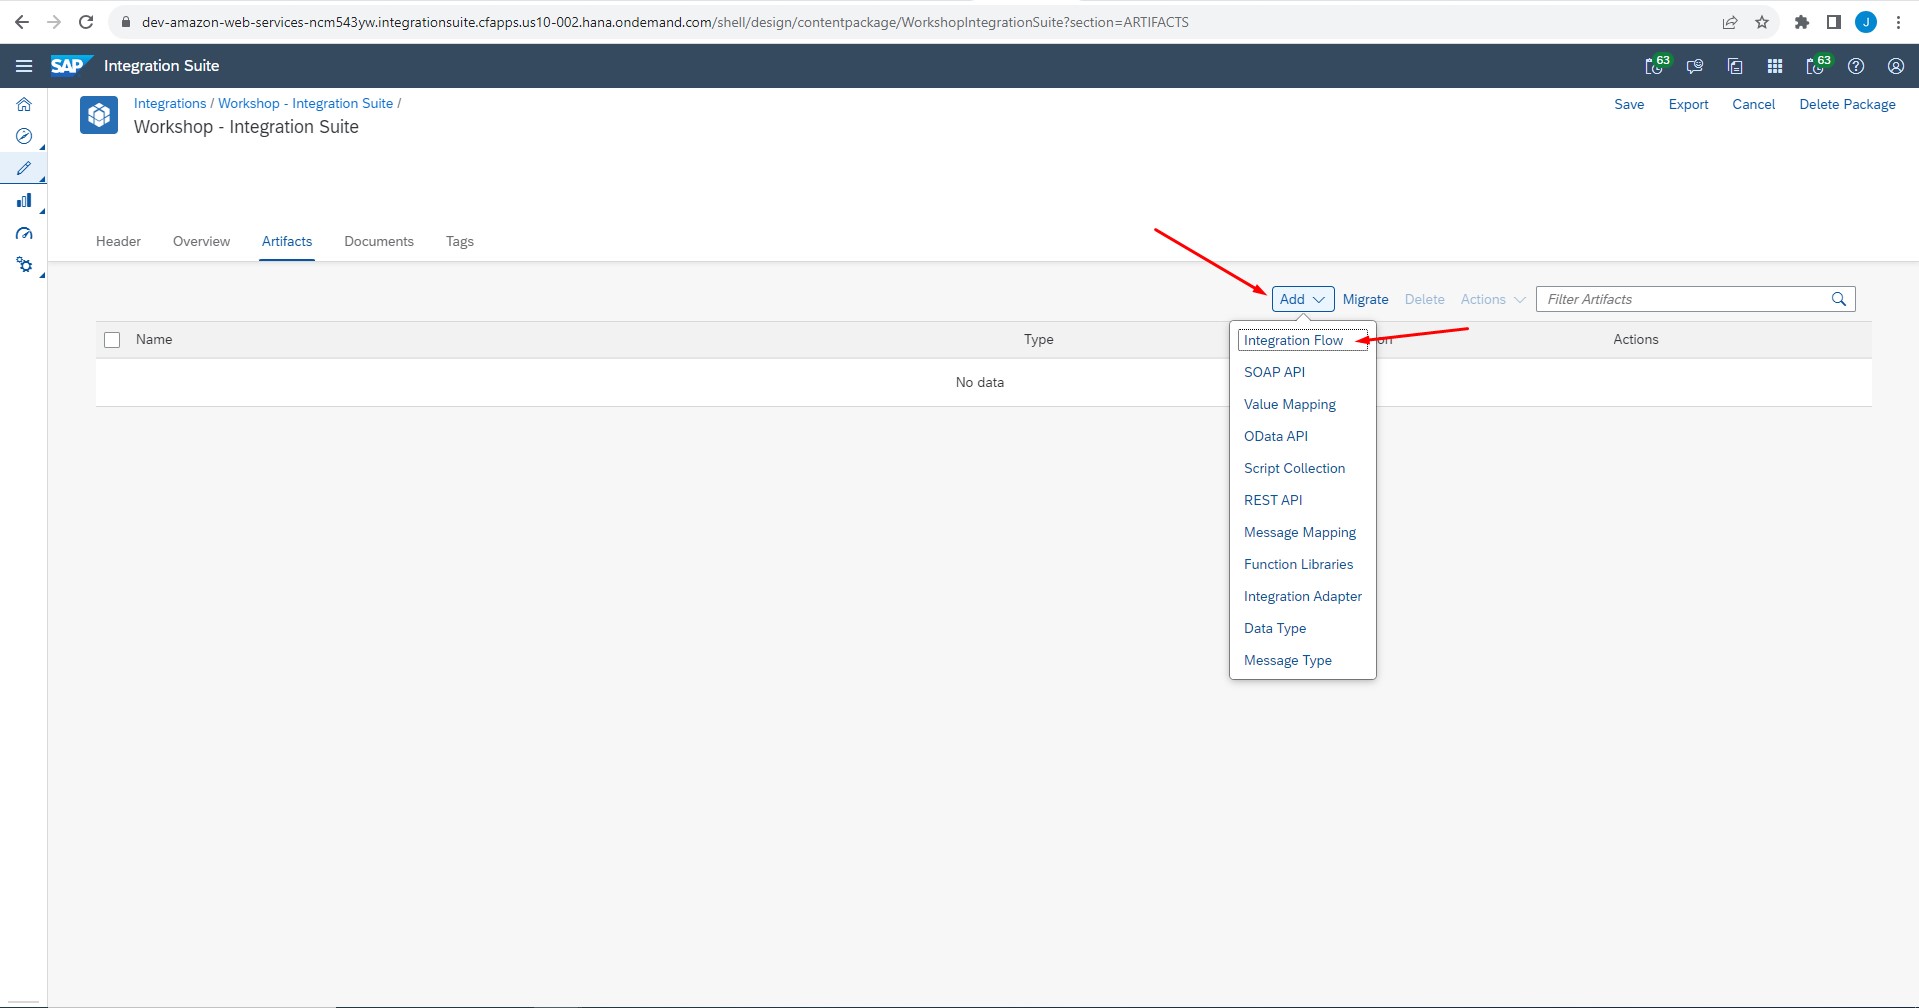 dev-amazon-web-services-ncm543yw.integrationsuite.cfapps.us10-002.hana.ondemand.com/shell/design/contentpackage/WorkshopIntegrationSuite?section=ARTIFACTS
J
SAP Integration Suite
63
63
Integrations / Workshop - Integration Suite /
Save Export Cancel Delete Package
Workshop - Integration Suite
Header Overview Artifacts Documents Tags
Add Migrate Delete Actions Filter Artifacts
Name Type Actions
Integration Flow
No data
SOAP API
Value Mapping
OData API
Script Collection
REST API
Message Mapping
Function Libraries
Integration Adapter
Data Type
Message Type